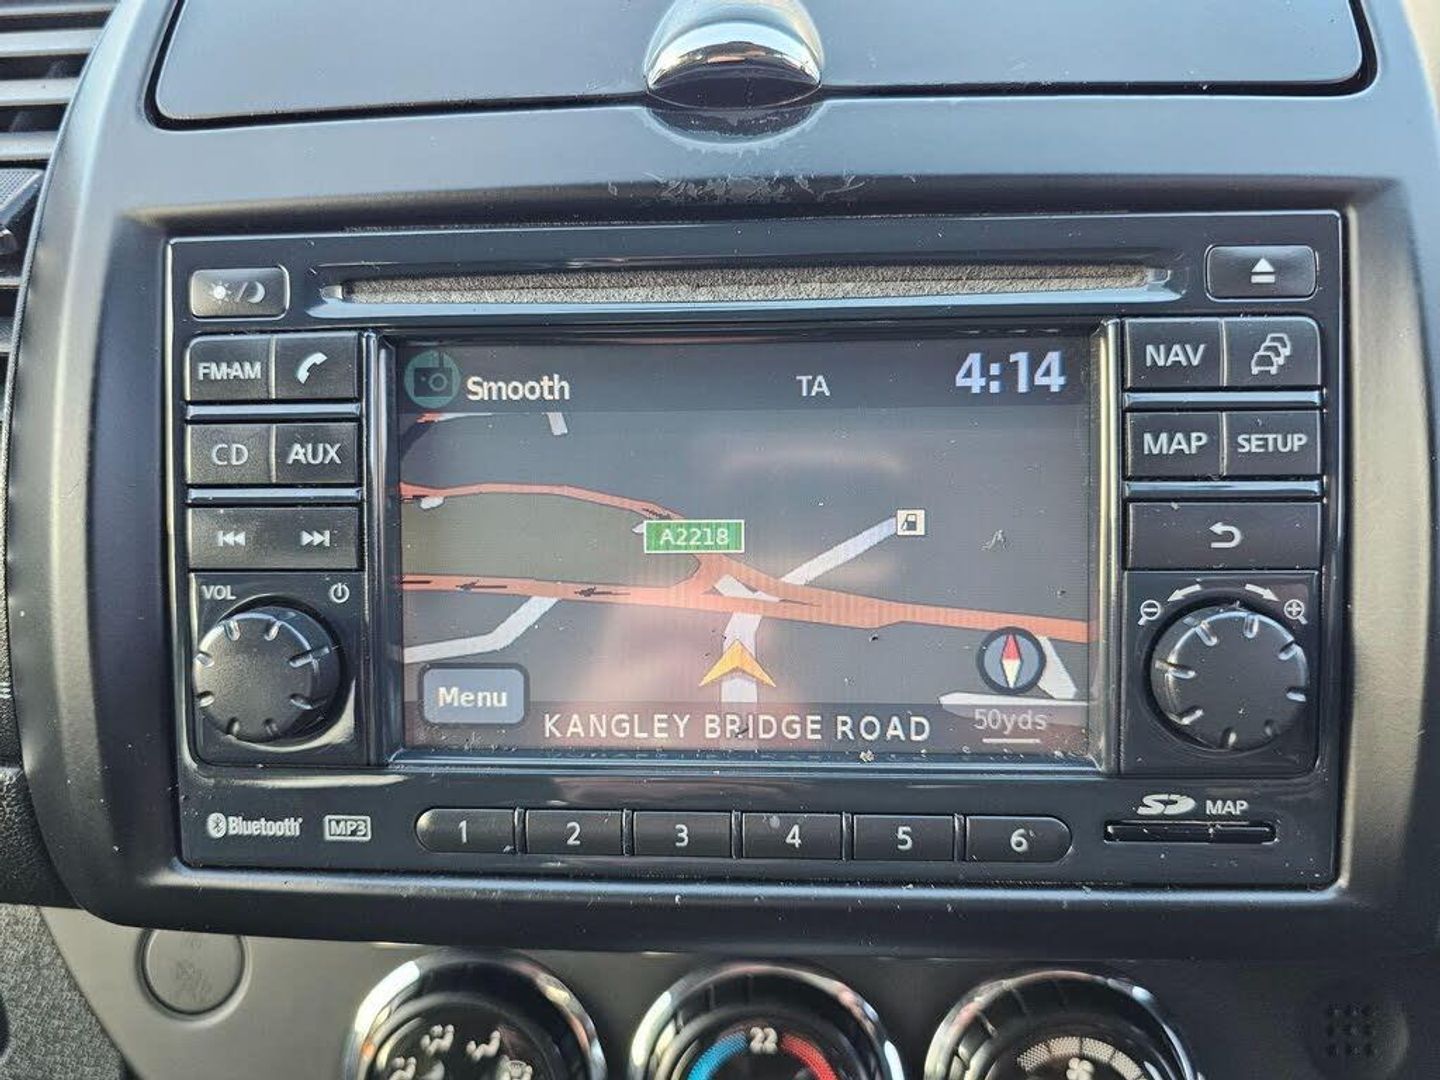 FM·AM
CD AUX
VOL
Smooth TA 4:14
A2218
Menu
KANGLEY BRIDGE ROAD
50yds
NAV
MAP SETUP
Bluetooth MP3
1 2 3 4 5 6
SD MAP
22